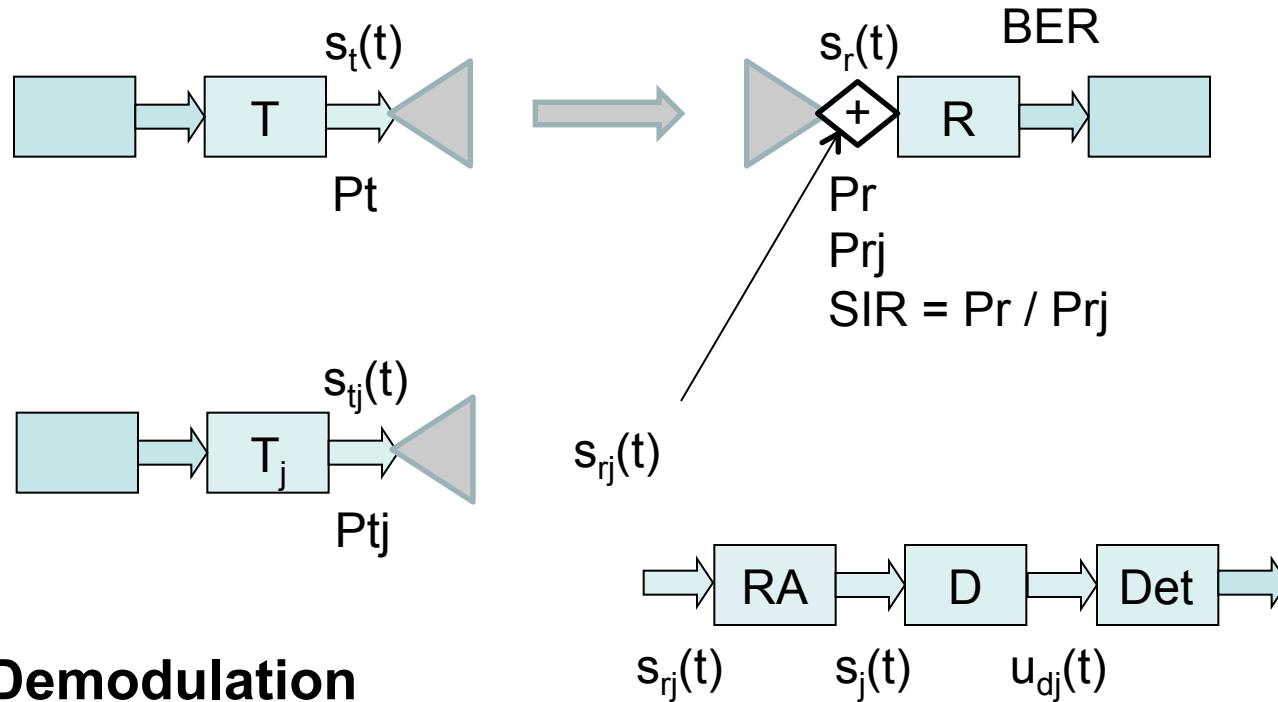 BER
s_t(t)
s_r(t)
T
+
R
Pt
Pr
Prj
SIR = Pr / Prj
s_tj(t)
T_j
s_rj(t)
Ptj
RA
D
Det
s_rj(t)
s_j(t)
u_dj(t)
Demodulation